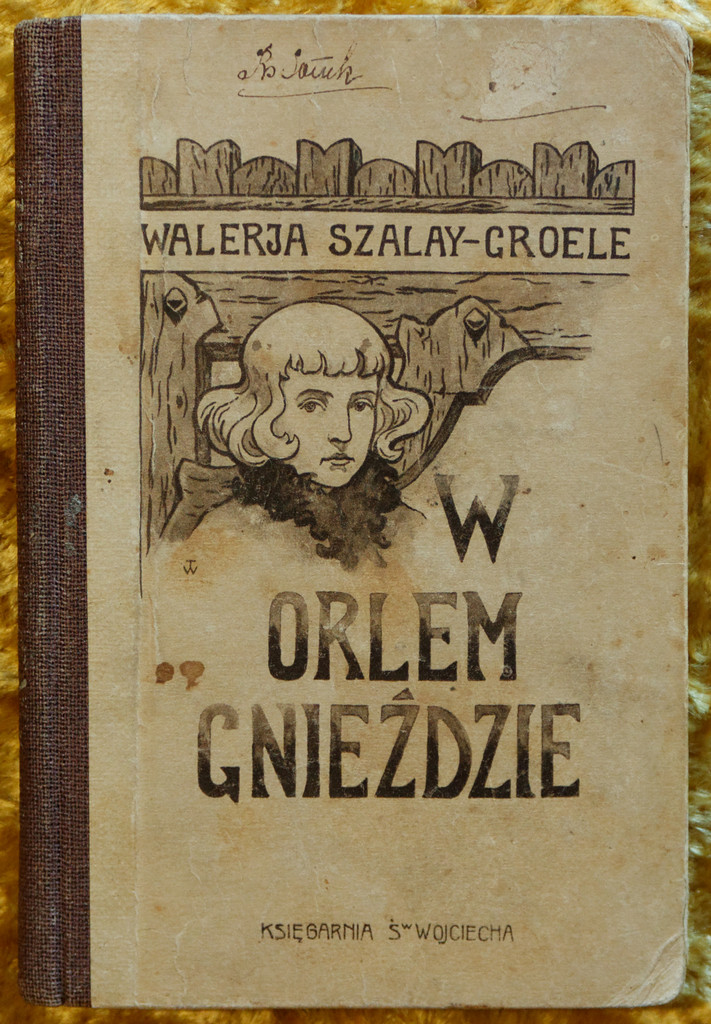 WALERJA SZALAY-GROELE
W
ORLEM
GNIEŹDZIE
KSIĘGARNIA Św WOJCIECHA